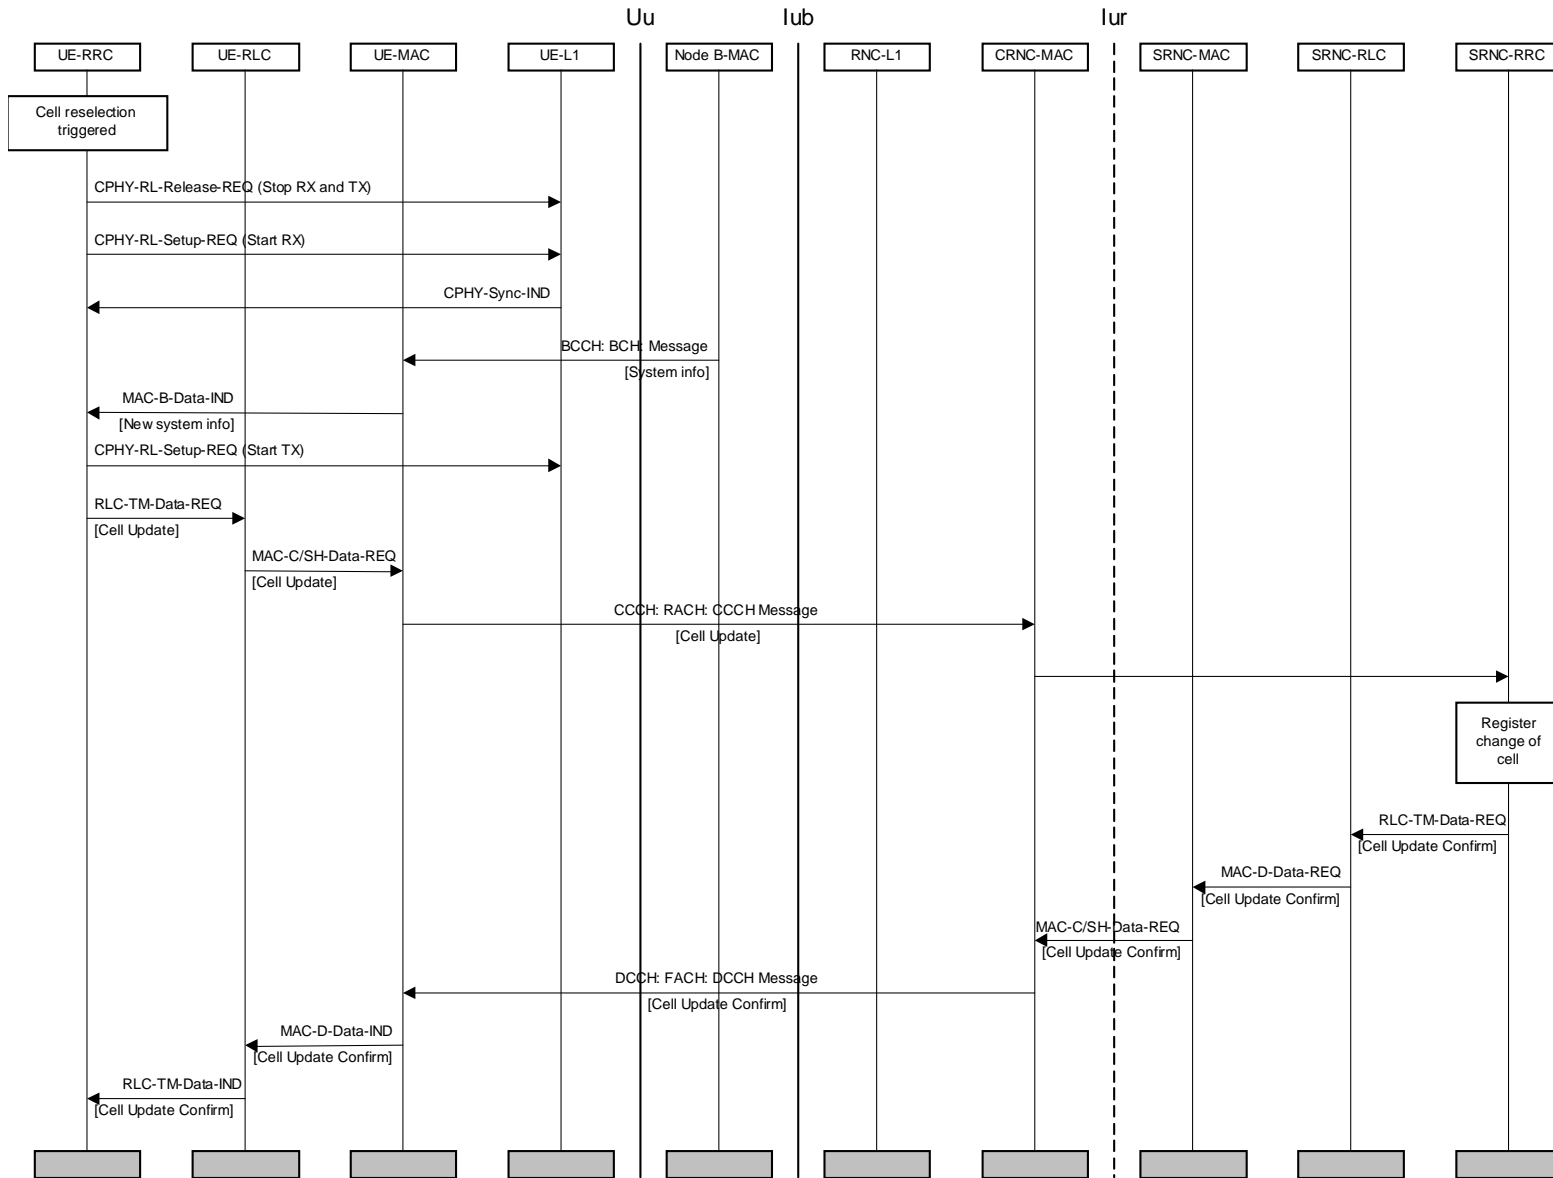 Uu
Iub
Iur
UE-RRC
UE-RLC
UE-MAC
UE-L1
Node B-MAC
RNC-L1
CRNC-MAC
SRNC-MAC
SRNC-RLC
SRNC-RRC
Cell reselection
triggered
CPHY-RL-Release-REQ (Stop RX and TX)
CPHY-RL-Setup-REQ (Start RX)
CPHY-Sync-IND
BCCH: BCH: Message
[System info]
MAC-B-Data-IND
[New system info]
CPHY-RL-Setup-REQ (Start TX)
RLC-TM-Data-REQ
[Cell Update]
MAC-C/SH-Data-REQ
[Cell Update]
CCCH: RACH: CCCH Message
[Cell Update]
Register
change of
cell
RLC-TM-Data-REQ
[Cell Update Confirm]
MAC-D-Data-REQ
[Cell Update Confirm]
MAC-C/SH-Data-REQ
[Cell Update Confirm]
DCCH: FACH: DCCH Message
[Cell Update Confirm]
MAC-D-Data-IND
[Cell Update Confirm]
RLC-TM-Data-IND
[Cell Update Confirm]